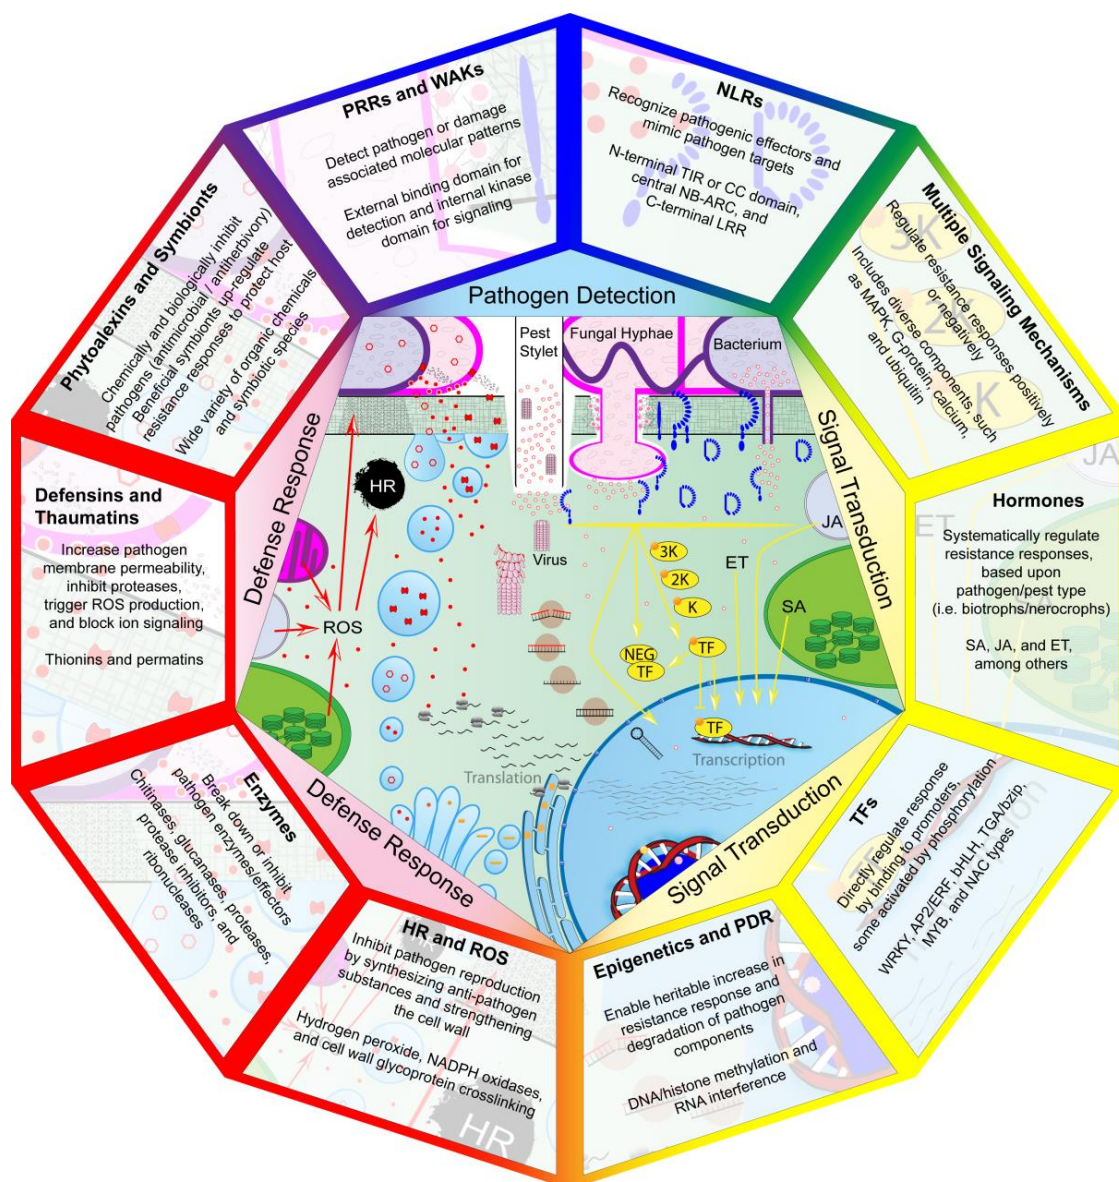 PRRs and WAKs
Detect pathogen or damage
associated molecular patterns
External binding domain for
detection and internal kinase
domain for signaling
NLRs
Recognize pathogenic effectors and
mimic pathogen targets
N-terminal TIR or CC domain,
central NB-ARC, and
C-terminal LRR
Multiple Signaling Mechanisms
Regulate resistance responses positively
or negatively
Includes diverse components, such
as MAPK, G-protein, calcium,
and ubiquitin
3K
2K
K
Hormones
Systematically regulate
resistance responses,
based upon
pathogen/pest type
(i.e. biotrophs/nerocrophs)
SA, JA, and ET,
among others
JA
ET
SA
TFs
Directly regulate response
by binding to promoters,
some activated by phosphorylation
WRKY, AP2/ERF, bHLH, TGA/bzip,
MYB, and NAC types
Epigenetics and PDR
Enable heritable increase in
resistance response and
degradation of pathogen
components
DNA/histone methylation and
RNA interference
HR and ROS
Inhibit pathogen reproduction
by synthesizing anti-pathogen
substances and strengthening
the cell wall
Hydrogen peroxide, NADPH oxidases,
and cell wall glycoprotein crosslinking
HR
Enzymes
Break down or inhibit
pathogen enzymes/effectors
Chitinases, glucanases, proteases,
protease inhibitors, and
ribonucleases
Defensins and
Thaumatins
Increase pathogen
membrane permeability,
inhibit proteases,
trigger ROS production,
and block ion signaling
Thionins and permatins
Phytoalexins and Symbionts
Chemically and biologically inhibit
pathogens (antimicrobial / antiherbivory)
Beneficial symbionts up-regulate
resistance responses to protect host
Wide variety of organic chemicals
and symbiotic species
Pathogen Detection
Signal Transduction
Signal Transduction
Defense Response
Defense Response
Pest
Stylet
Fungal Hyphae
Bacterium
HR
Virus
JA
3K
2K
K
ET
SA
ROS
NEG
TF
TF
TF
Translation
Transcription